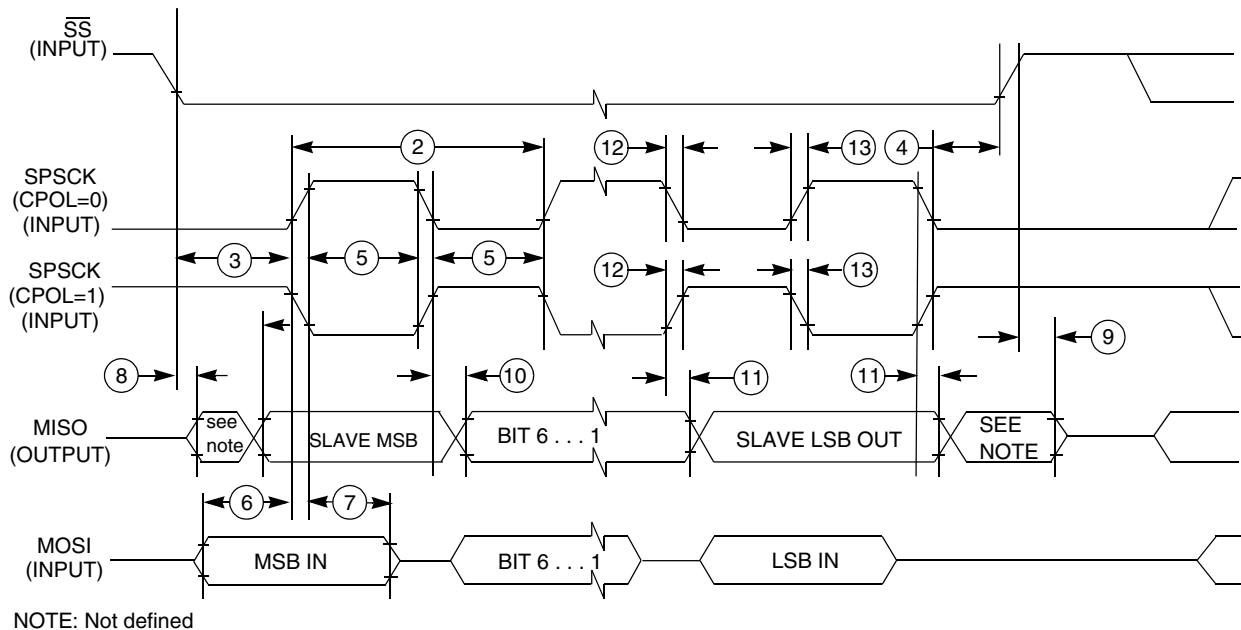 SS
(INPUT)
2
12
13
4
SPSCK
(CPOL=0)
(INPUT)
3
5
5
SPSCK
(CPOL=1)
(INPUT)
12
13
8
10
11
11
9
MISO
(OUTPUT)
see
note
SLAVE MSB
BIT 6 . . . 1
SLAVE LSB OUT
SEE
NOTE
6
7
MOSI
(INPUT)
MSB IN
BIT 6 . . . 1
LSB IN
NOTE: Not defined